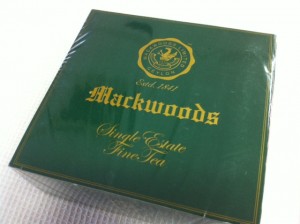 Estd. 1841
Mackwoods
Single Estate
Fine Tea